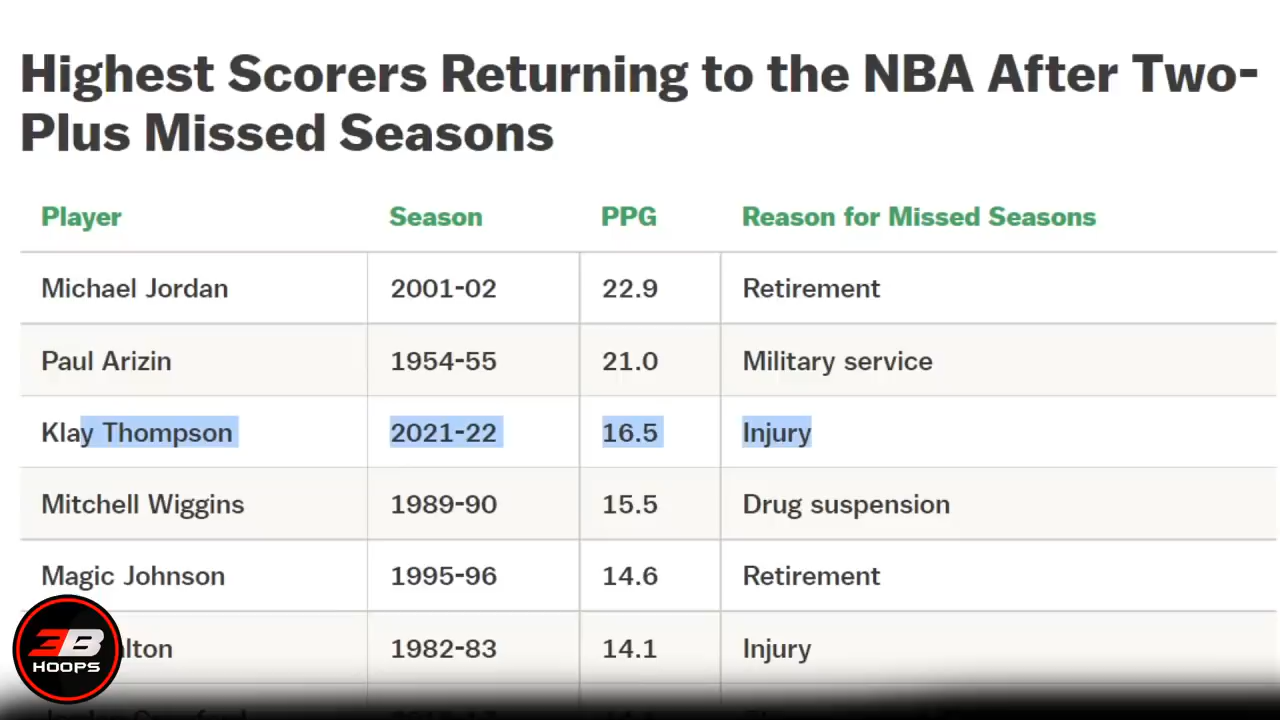 Highest Scorers Returning to the NBA After Two-
Plus Missed Seasons
Player Season PPG Reason for Missed Seasons
Michael Jordan 2001-02 22.9 Retirement
Paul Arizin 1954-55 21.0 Military service
Klay Thompson 2021-22 16.5 Injury
Mitchell Wiggins 1989-90 15.5 Drug suspension
Magic Johnson 1995-96 14.6 Retirement
alton 1982-83 14.1 Injury
3B
HOOPS